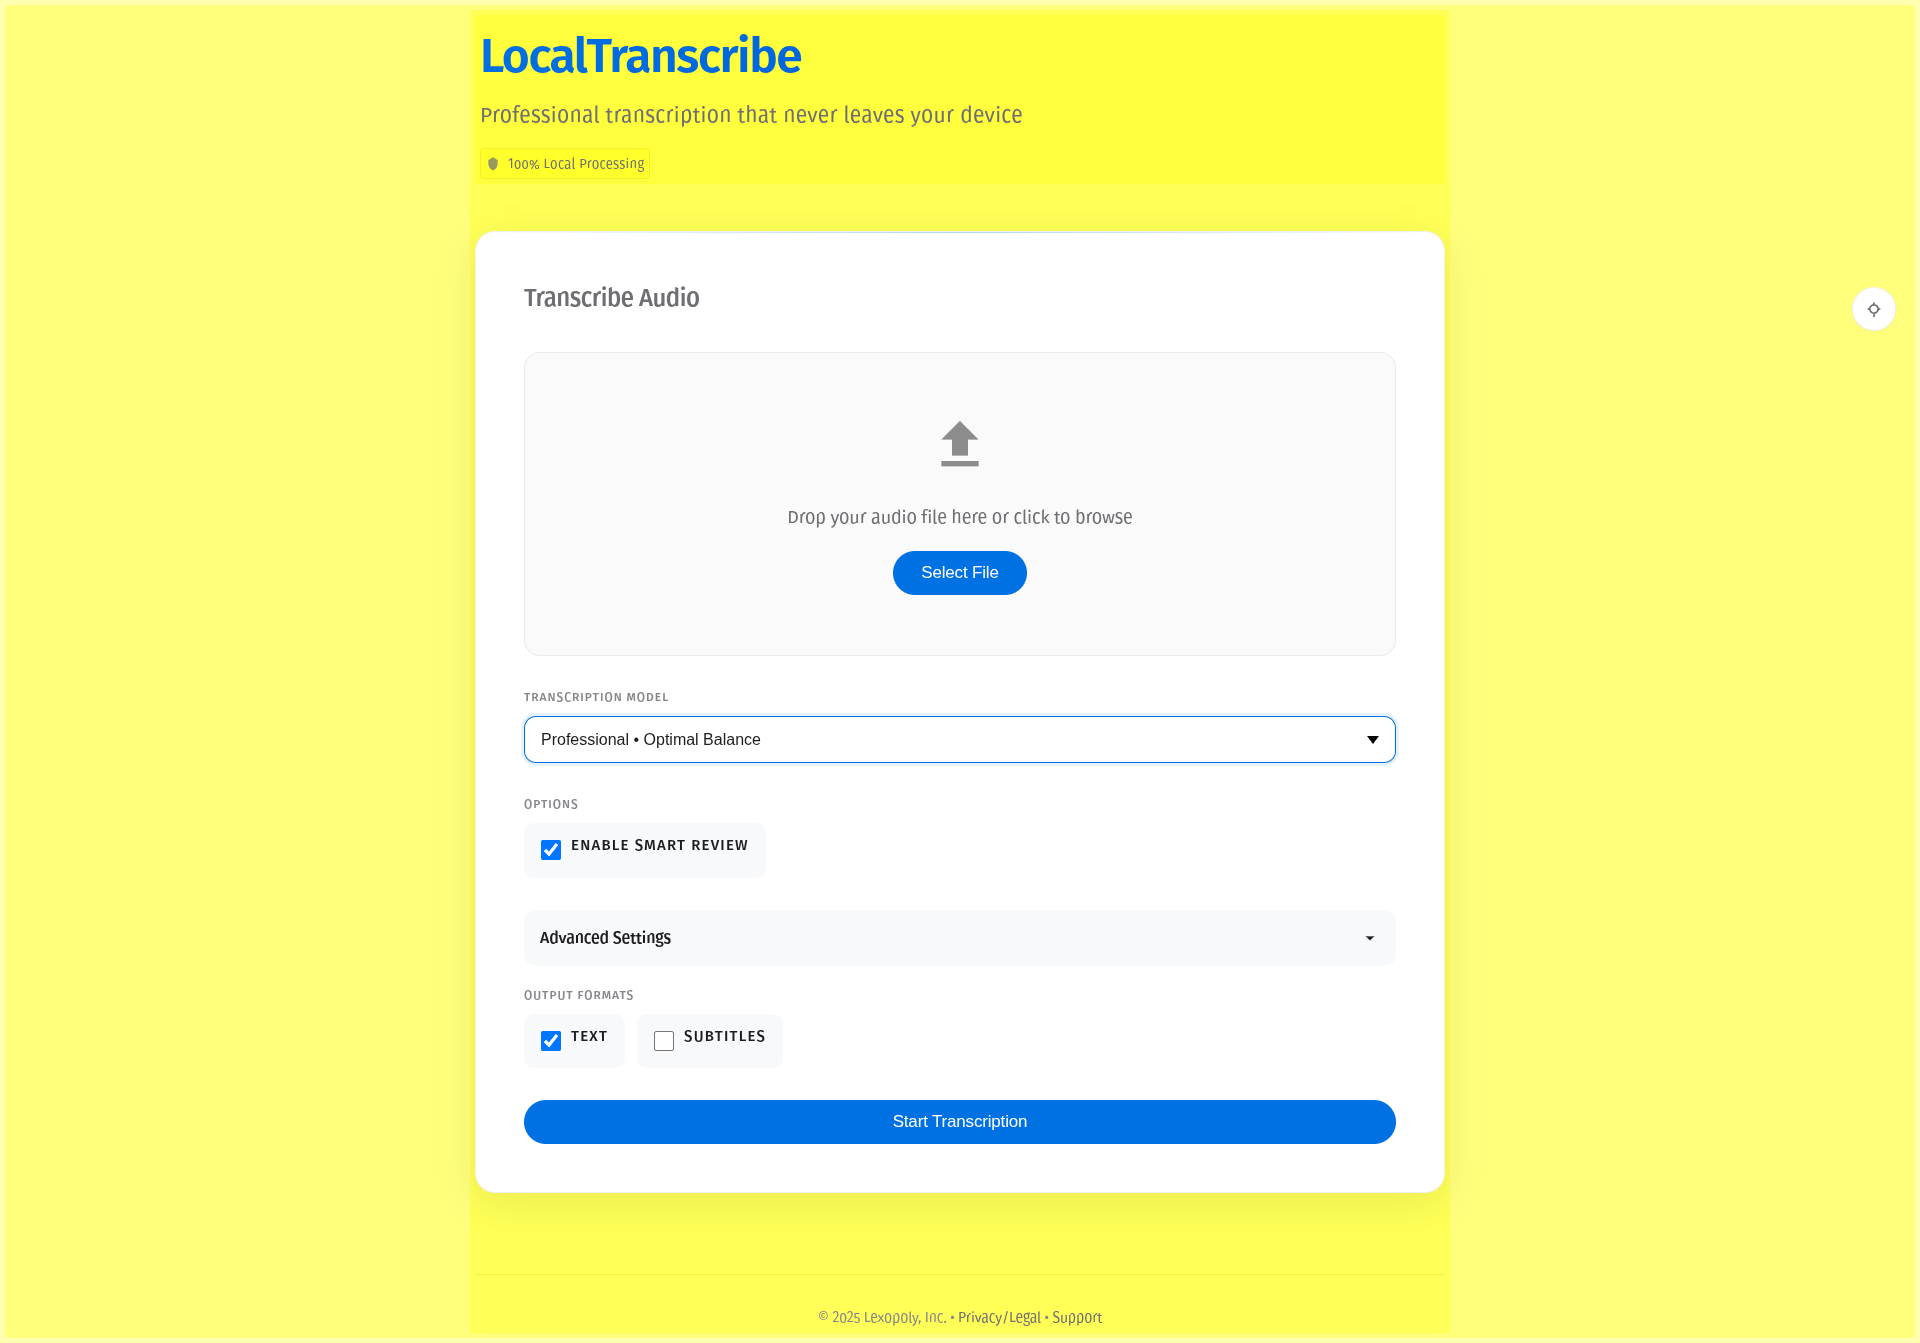 LocalTranscribe
Professional transcription that never leaves your device
100% Local Processing
Transcribe Audio
Drop your audio file here or click to browse
Select File
TRANSCRIPTION MODEL
Professional • Optimal Balance
OPTIONS
ENABLE SMART REVIEW
Advanced Settings
OUTPUT FORMATS
TEXT SUBTITLES
Start Transcription
© 2025 Lexopoly, Inc. • Privacy/Legal • Support